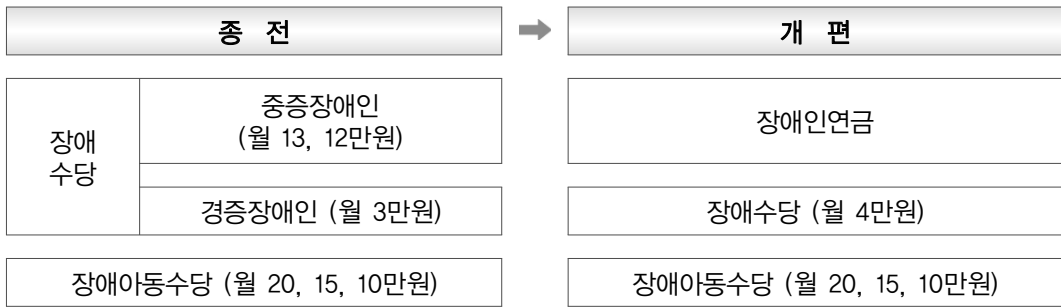 종 전
개 편
장애
수당
중증장애인
(월 13, 12만원)
장애인연금
경증장애인 (월 3만원)
장애수당 (월 4만원)
장애아동수당 (월 20, 15, 10만원)
장애아동수당 (월 20, 15, 10만원)